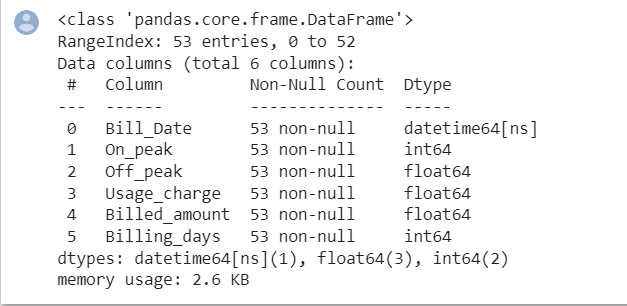 <class 'pandas.core.frame.DataFrame'>
RangeIndex: 53 entries, 0 to 52
Data columns (total 6 columns):
 #   Column         Non-Null Count  Dtype
---  ------         --------------  -----
 0   Bill_Date      53 non-null     datetime64[ns]
 1   On_peak        53 non-null     int64
 2   Off_peak       53 non-null     float64
 3   Usage_charge   53 non-null     float64
 4   Billed_amount  53 non-null     float64
 5   Billing_days   53 non-null     int64
dtypes: datetime64[ns](1), float64(3), int64(2)
memory usage: 2.6 KB